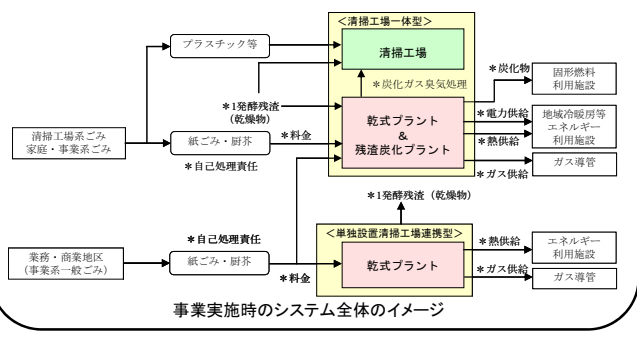 ＜清掃工場一体型＞
プラスチック等
清掃工場
＊炭化ガス臭気処理
＊炭化物
固形燃料
利用設備
＊1発酵残渣
（乾燥物）
乾式プラント
＆
残渣炭化プラント
＊電力供給
＊熱供給
地域冷暖房等
エネルギー
利用設備
清掃工場系ごみ
家庭・事業系ごみ
紙ごみ・厨芥
＊料金
＊自己処理責任
＊ガス供給
ガス導管
＊1発酵残渣（乾燥物）
＜単独設置清掃工場連携型＞
業務・商業地区
（事業系一般ごみ）
＊自己処理責任
紙ごみ・厨芥
＊料金
乾式プラント
＊熱供給
エネルギー
利用設備
＊ガス供給
ガス導管
事業実施時のシステム全体のイメージ